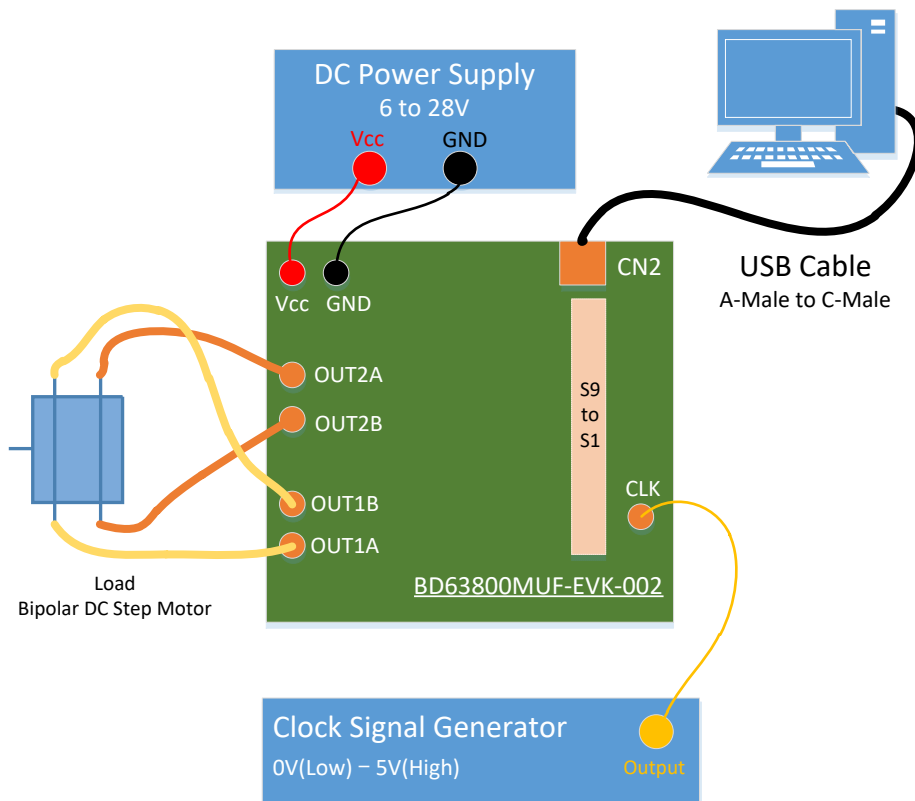 DC Power Supply
6 to 28V
Vcc
GND
CN2
Vcc
GND
USB Cable
A-Male to C-Male
OUT2A
OUT2B
S9
to
S1
OUT1B
CLK
OUT1A
Load
Bipolar DC Step Motor
BD63800MUF-EVK-002
Clock Signal Generator
0V(Low) – 5V(High)
Output